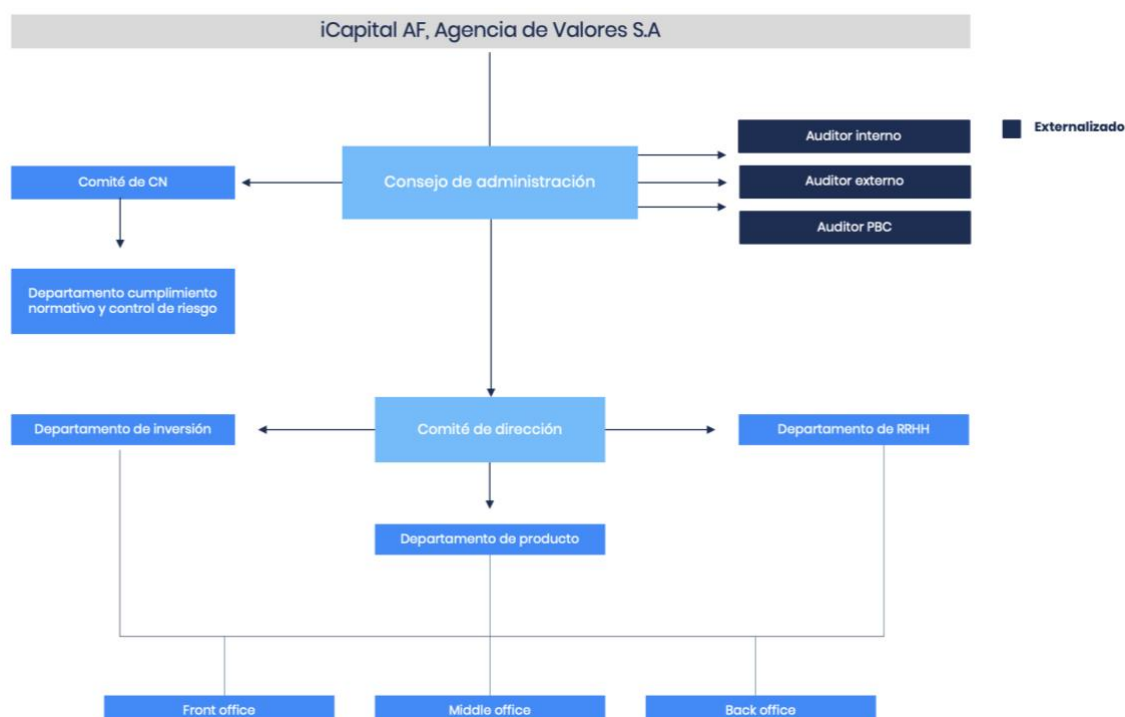 iCapital AF, Agencia de Valores S.A
Auditor interno
Externalizado
Consejo de administración
Comité de CN
Auditor externo
Auditor PBC
Departamento cumplimiento
normativo y control de riesgo
Departamento de inversión
Comité de dirección
Departamento de RRHH
Departamento de producto
Front office
Middle office
Back office